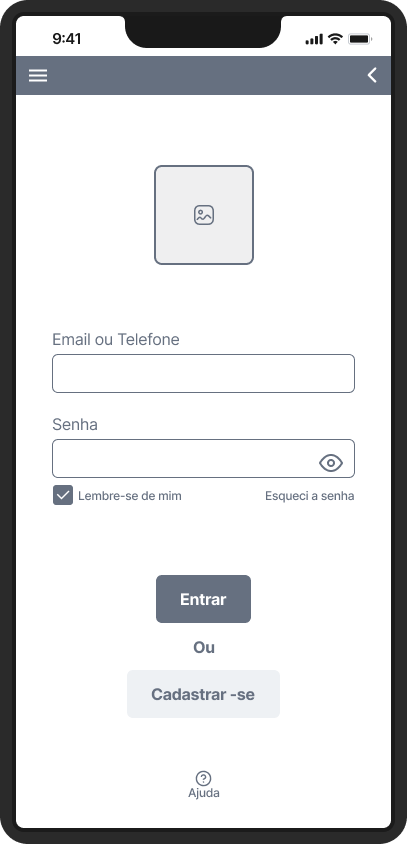 9:41
Email ou Telefone
Senha
Lembre-se de mim
Esqueci a senha
Entrar
Ou
Cadastrar -se
Ajuda